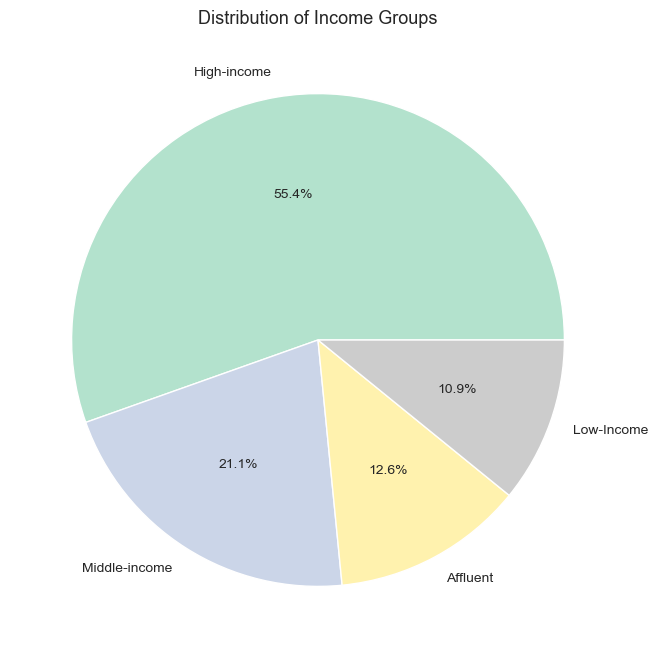 Distribution of Income Groups
High-income
55.4%
10.9%
Low-Income
21.1%
12.6%
Middle-income
Affluent